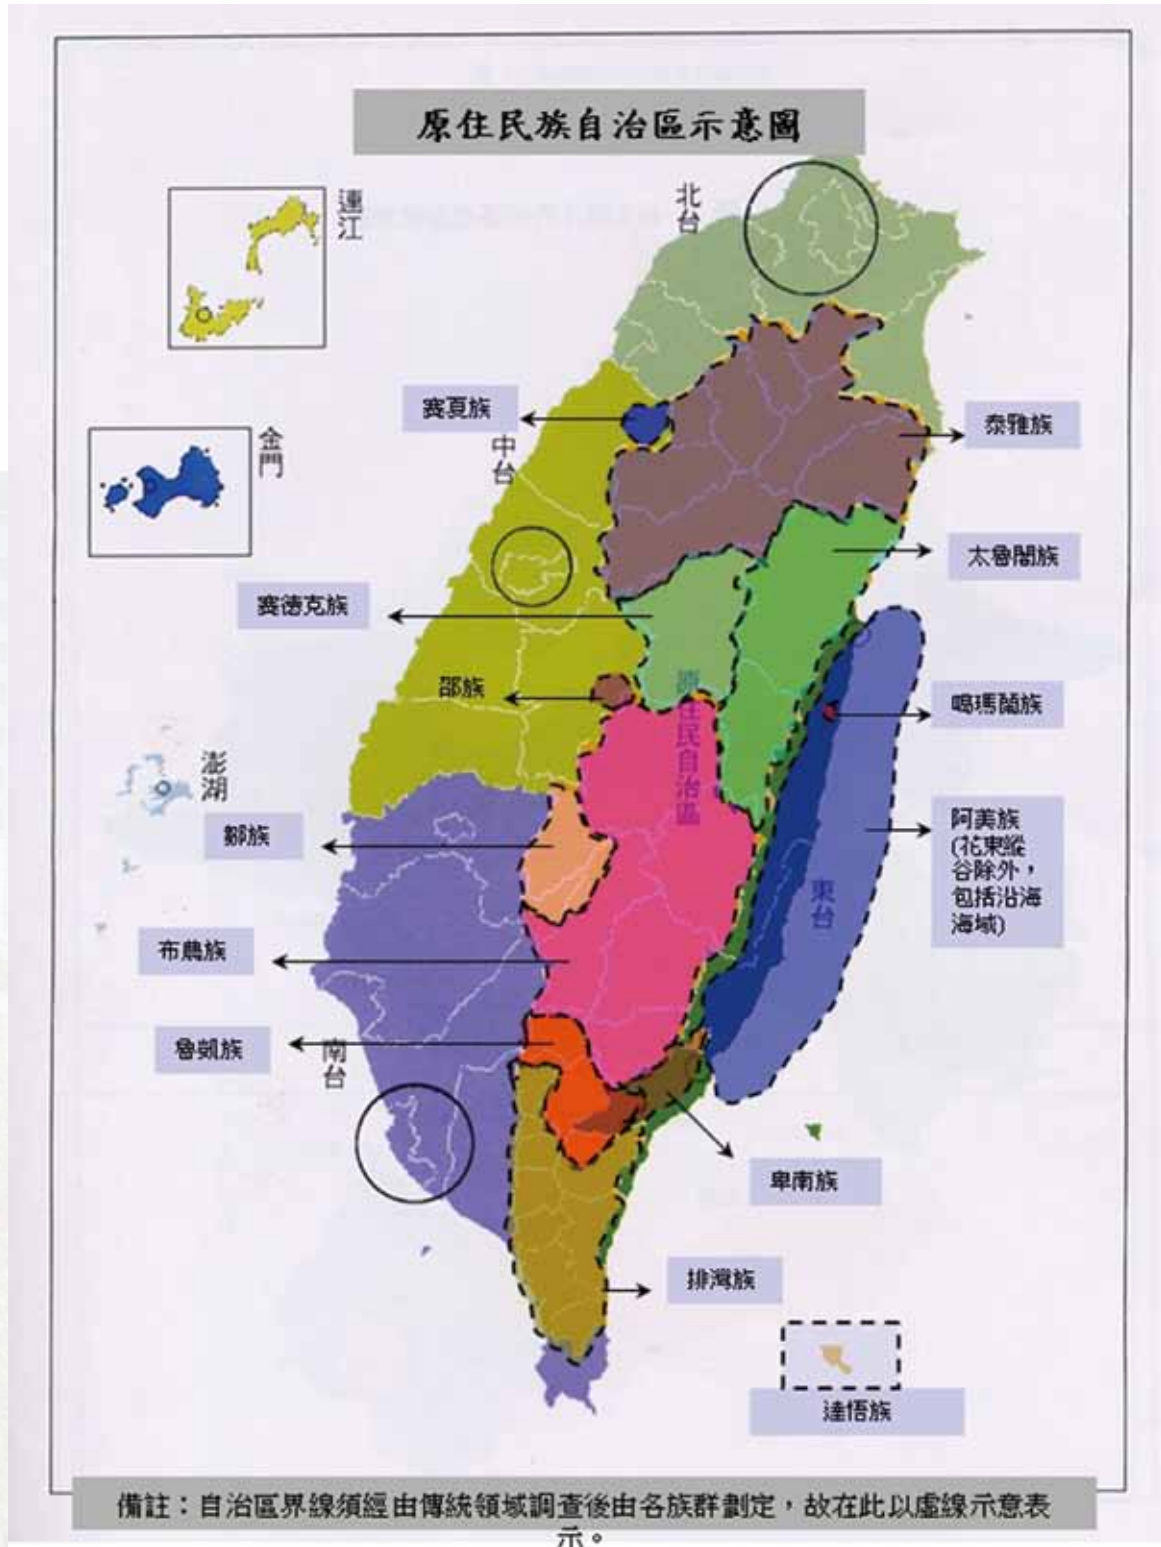 原住民族自治區示意圖
連江
北台
賽夏族
泰雅族
金門
中台
太魯閣族
賽德克族
邵族
原住民自治區
噶瑪蘭族
澎湖
鄒族
阿美族
(花東縱
谷除外，
包括沿海
海域)
東台
布農族
魯凱族
南台
卑南族
排灣族
達悟族
備註：自治區界線須經由傳統領域調查後由各族群劃定，故在此以虛線示意表
示。